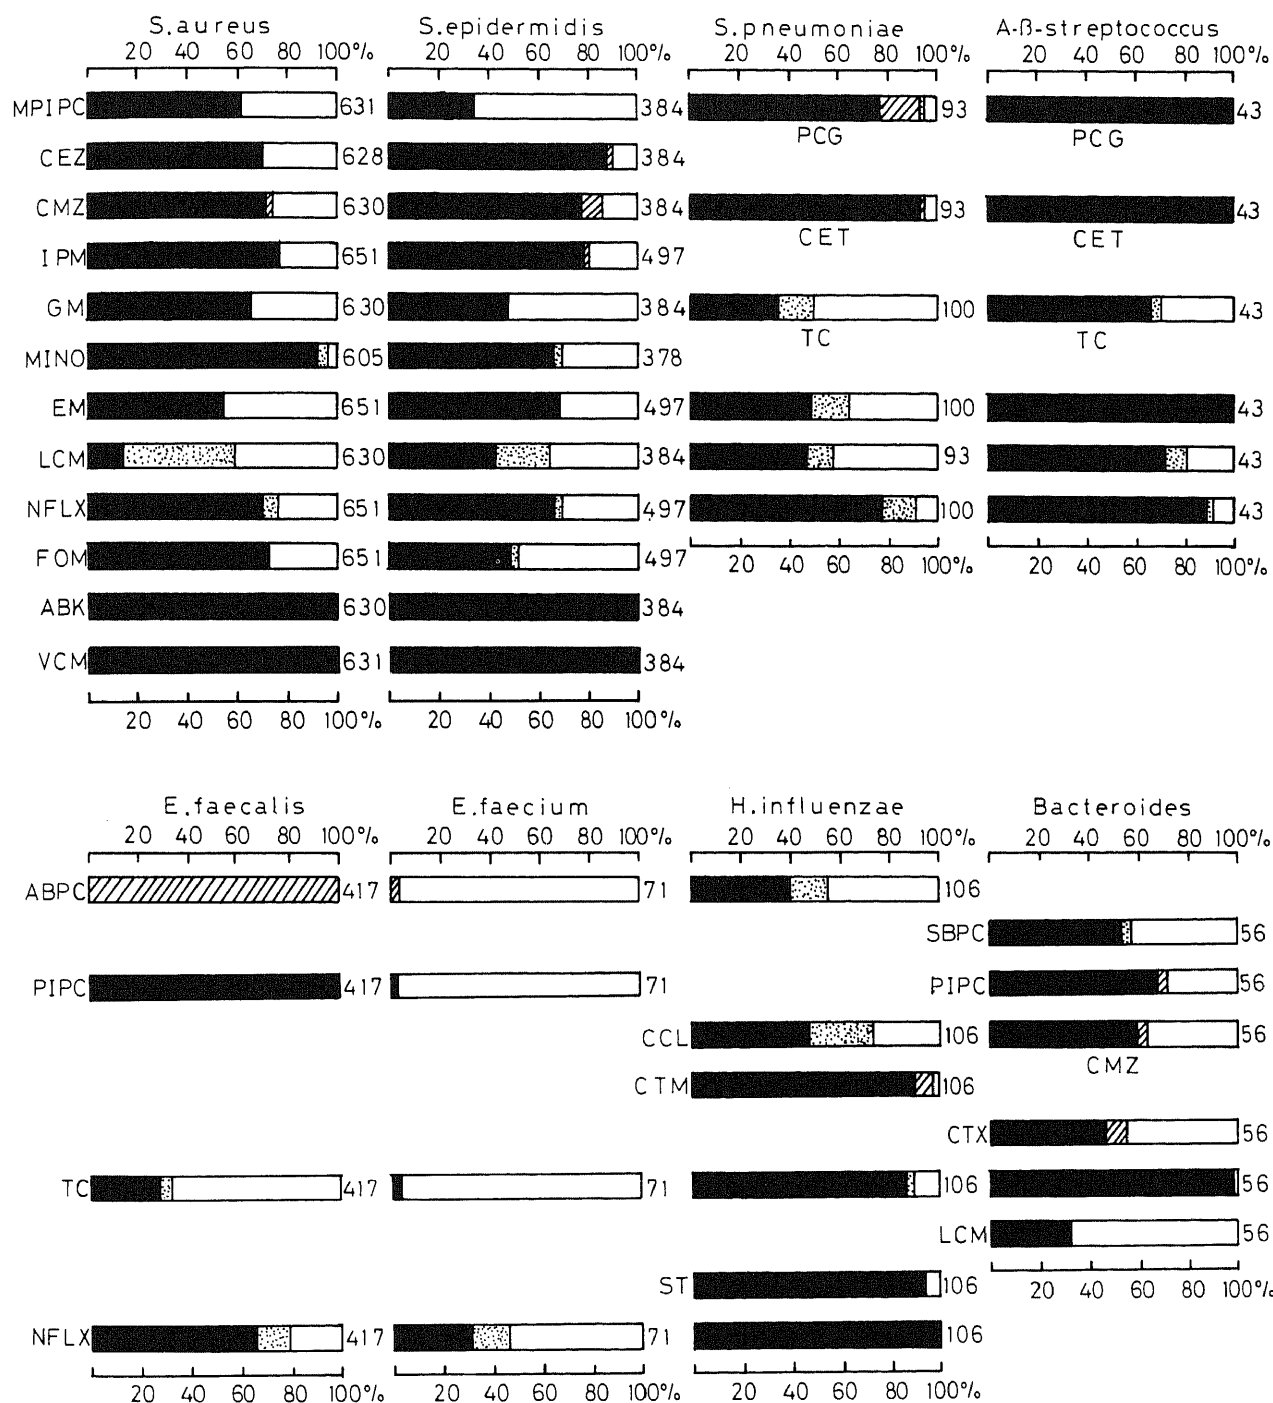 S.aureus S.epidermidis S.pneumoniae A-ß-streptococcus
20 40 60 80 100% 20 40 60 80 100% 20 40 60 80 100% 20 40 60 80 100%
MPIPC 631 384 93 43
PCG PCG
CEZ 628 384
CMZ 630 384 93 43
CET CET
IPM 651 497
GM 630 384 100 43
TC TC
MINO 605 378
EM 651 497 100 43
LCM 630 384 93 43
NFLX 651 497 100 43
FOM 651 497
20 40 60 80 100% 20 40 60 80 100%
ABK 630 384
VCM 631 384
20 40 60 80 100% 20 40 60 80 100%
E.faecalis E.faecium H.influenzae Bacteroides
20 40 60 80 100% 20 40 60 80 100% 20 40 60 80 100% 20 40 60 80 100%
ABPC 417 71 106
SBPC 56
PIPC 417 71 PIPC 56
CCL 106 56
CMZ
CTM 106
CTX 56
TC 417 71 106 56
LCM 56
ST 106
20 40 60 80 100%
NFLX 417 71 106
20 40 60 80 100% 20 40 60 80 100% 20 40 60 80 100%